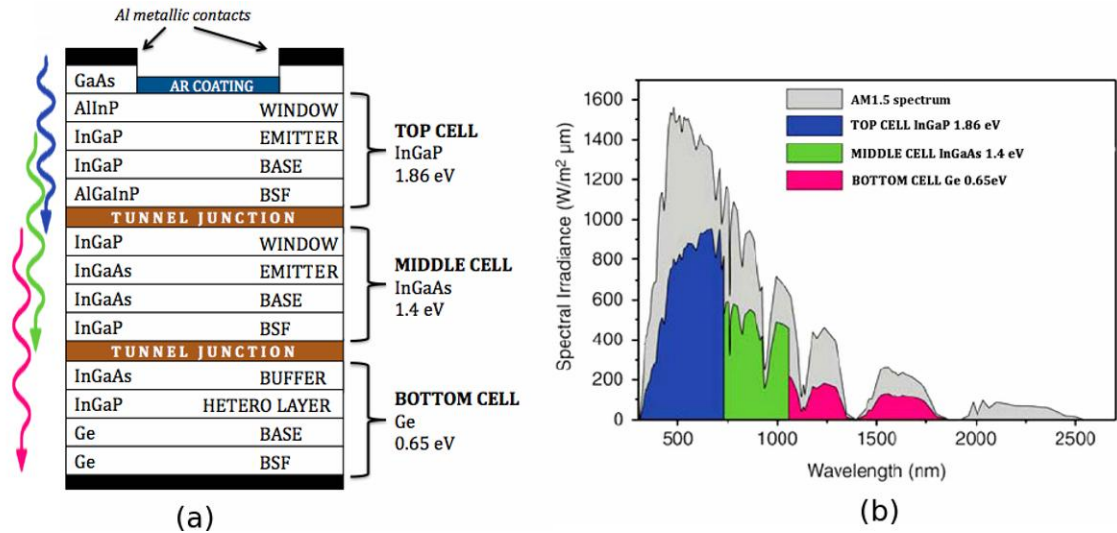 Al metallic contacts
GaAs
AR COATING
AlInP WINDOW
InGaP EMITTER
InGaP BASE
AlGaInP BSF
TUNNEL JUNCTION
InGaP WINDOW
InGaAs EMITTER
InGaAs BASE
InGaP BSF
TUNNEL JUNCTION
InGaAs BUFFER
InGaP HETERO LAYER
Ge BASE
Ge BSF
TOP CELL
InGaP
1.86 eV
MIDDLE CELL
InGaAs
1.4 eV
BOTTOM CELL
Ge
0.65 eV
(a)
AM1.5 spectrum
TOP CELL InGaP 1.86 eV
MIDDLE CELL InGaAs 1.4 eV
BOTTOM CELL Ge 0.65eV
Spectral Irradiance (W/m² µm)
1600
1400
1200
1000
800
600
400
200
0
500 1000 1500 2000 2500
Wavelength (nm)
(b)